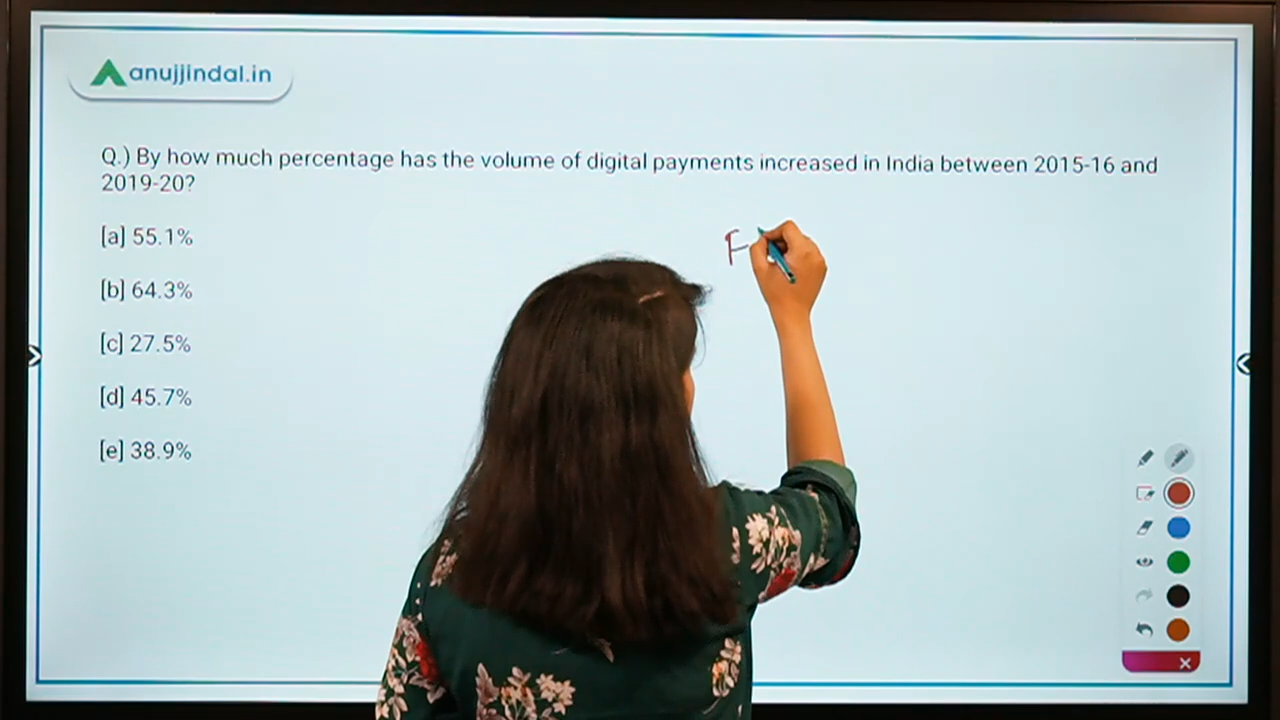 anujjindal.in
Q.) By how much percentage has the volume of digital payments increased in India between 2015-16 and
2019-20?
F
[a] 55.1%
[b] 64.3%
[c] 27.5%
[d] 45.7%
[e] 38.9%